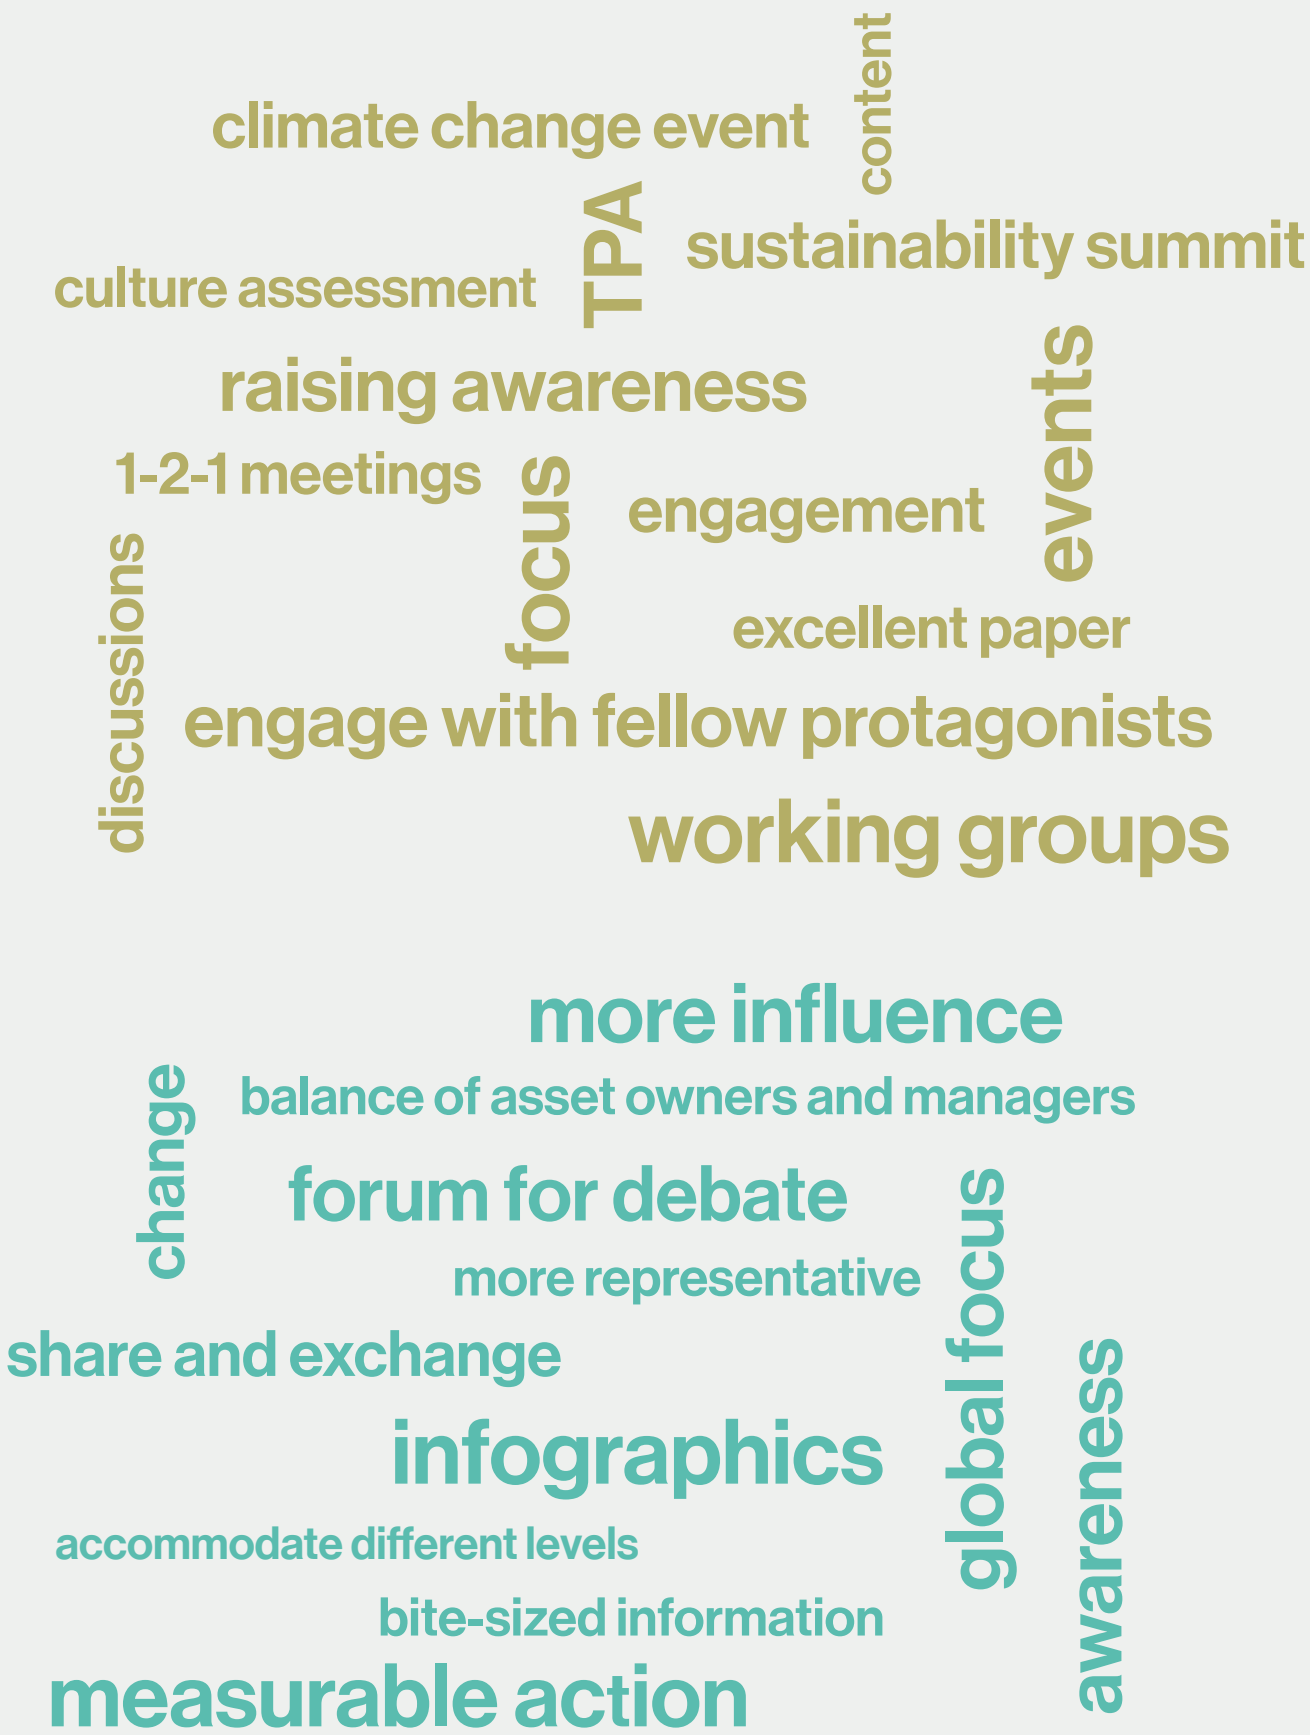 content
climate change event
TPA
sustainability summit
culture assessment
events
raising awareness
1-2-1 meetings
focus
engagement
discussions
excellent paper
engage with fellow protagonists
working groups
more influence
change
balance of asset owners and managers
forum for debate
global focus
more representative
share and exchange
awareness
infographics
accommodate different levels
bite-sized information
measurable action